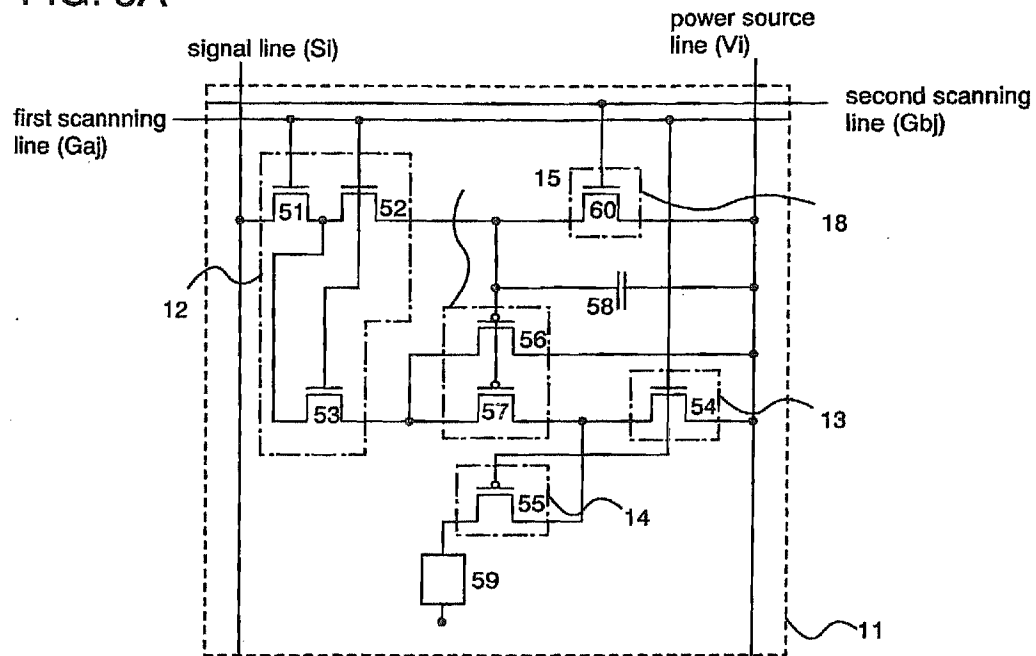 FIG. 6A
power source
line (Vi)
signal line (Si)
second scanning
line (Gbj)
first scannning
line (Gaj)
15
51
52
60
18
12
58
56
53
57
54
13
55
14
59
11